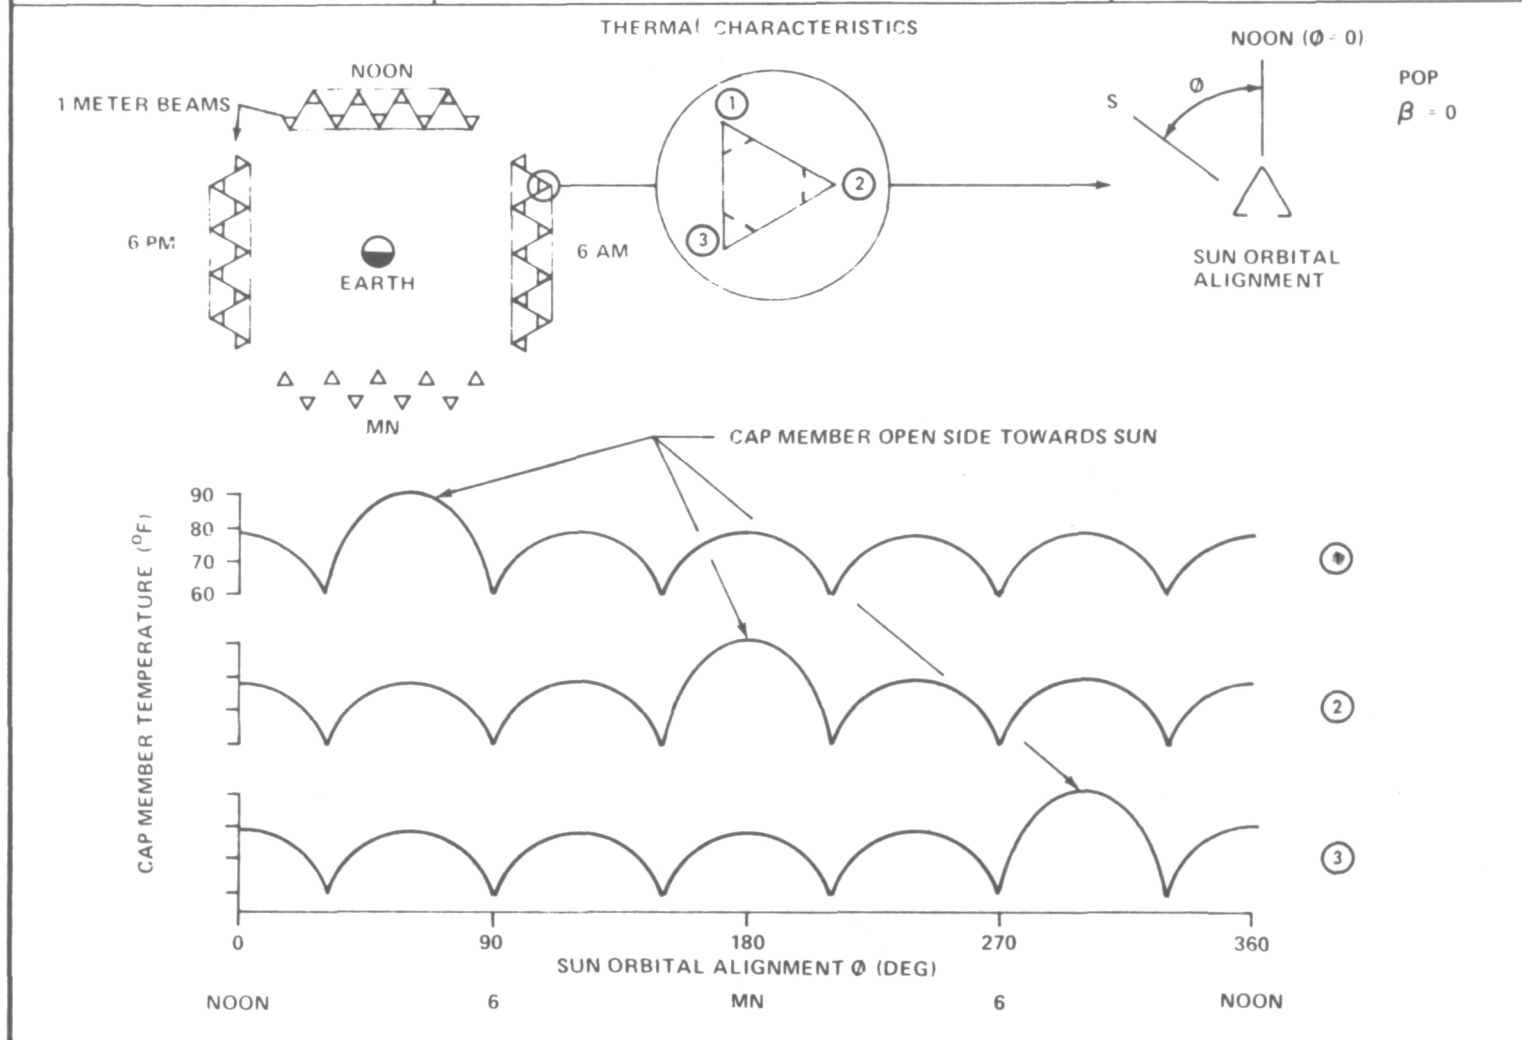 THERMAL CHARACTERISTICS
NOON
1 METER BEAMS
6 PM
EARTH
6 AM
MN
1
2
3
NOON (Ø = 0)
Ø
S
POP
β = 0
SUN ORBITAL
ALIGNMENT
CAP MEMBER OPEN SIDE TOWARDS SUN
CAP MEMBER TEMPERATURE (°F)
90
80
70
60
2
3
0
90
180
270
360
SUN ORBITAL ALIGNMENT Ø (DEG)
NOON
6
MN
6
NOON